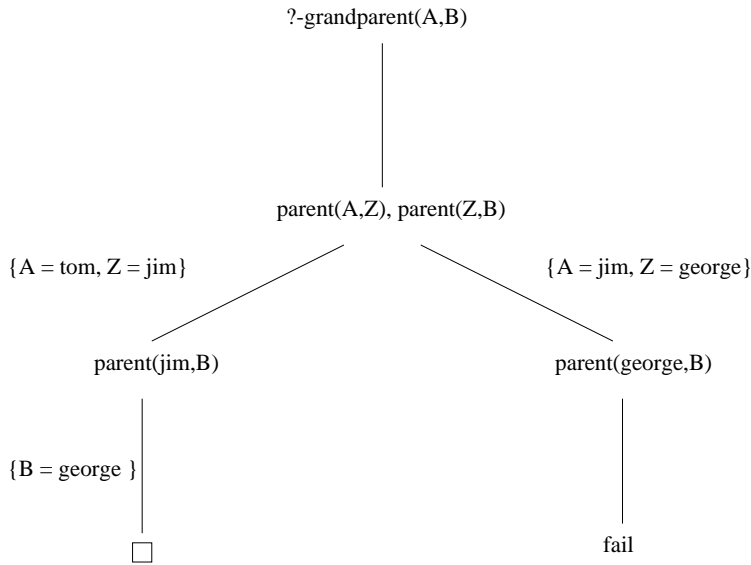 ?-grandparent(A,B)
parent(A,Z), parent(Z,B)
{A = tom, Z = jim}
{A = jim, Z = george}
parent(jim,B)
parent(george,B)
{B = george }
fail